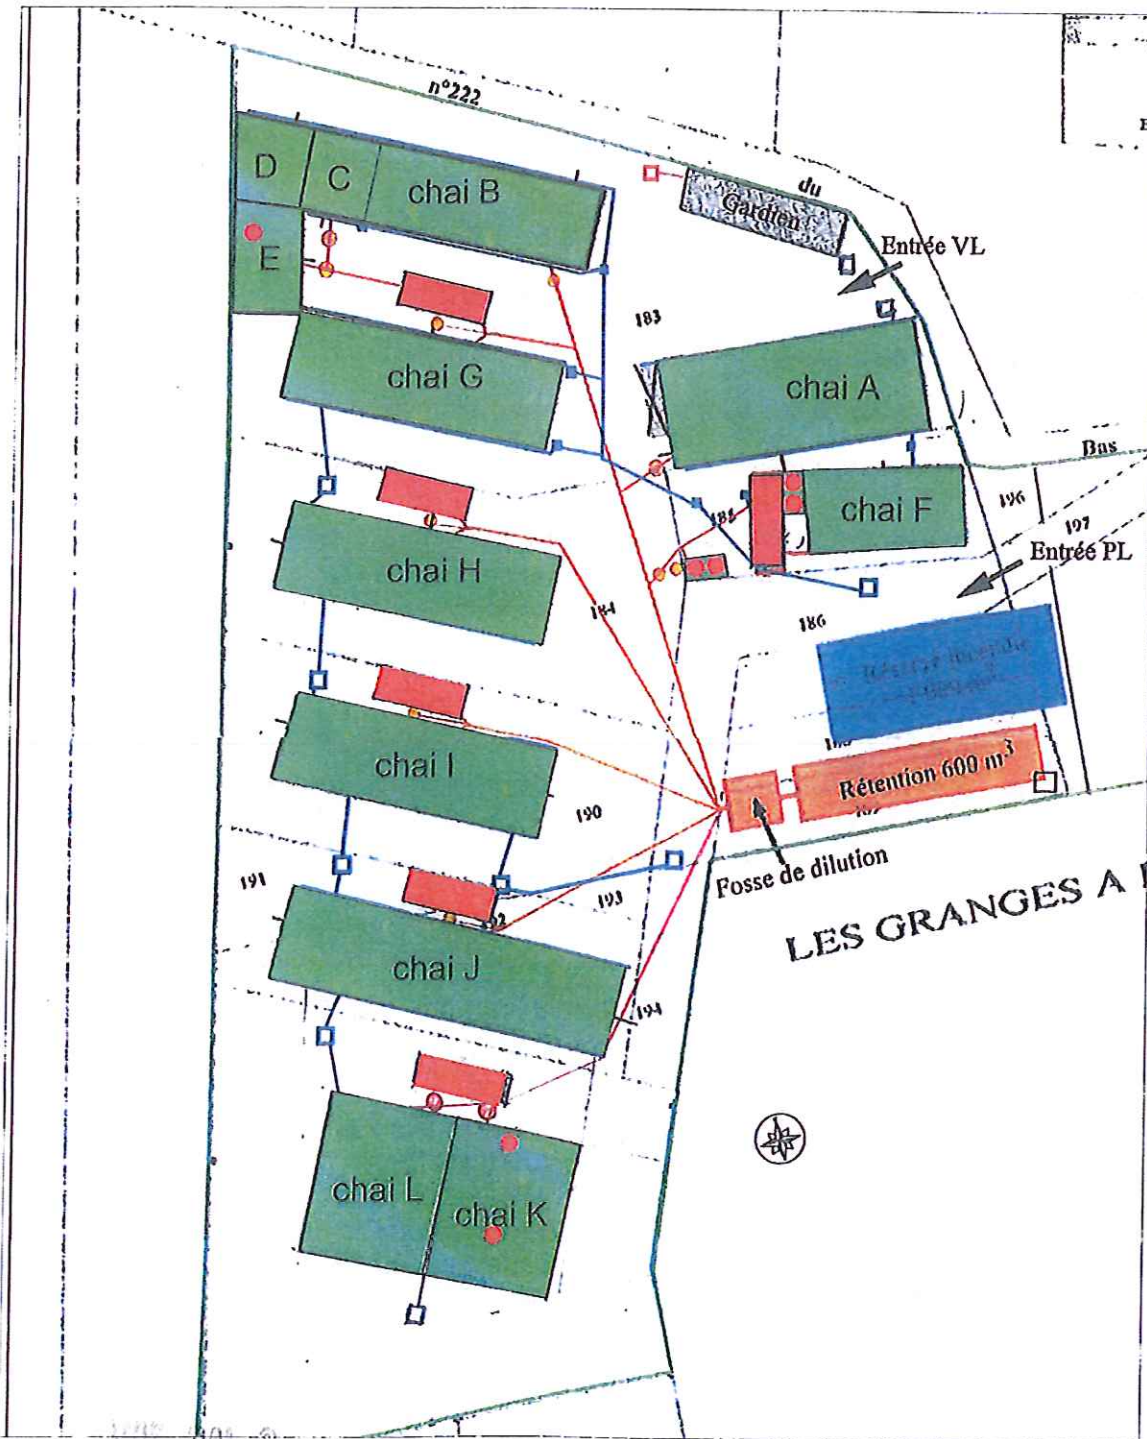 n°222
D
C
chai B
du
Gardien
Entrée VL
E
183
chai G
chai A
Bas
chai F
196
197
Entrée PL
chai H
184
186
chai I
Rétention 600 m³
190
Fosse de dilution
191
193
LES GRANGES A
chai J
194
chai L
chai K